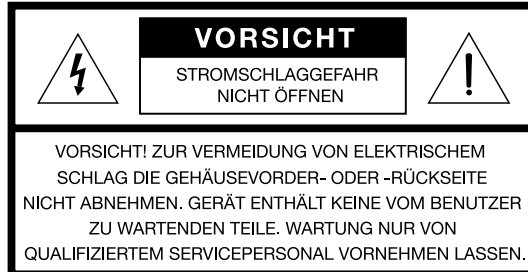 VORSICHT
STROMSCHLAGGEFAHR
NICHT ÖFFNEN
VORSICHT! ZUR VERMEIDUNG VON ELEKTRISCHEM
SCHLAG DIE GEHÄUSEVORDER- ODER -RÜCKSEITE
NICHT ABNEHMEN. GERÄT ENTHÄLT KEINE VOM BENUTZER
ZU WARTENDEN TEILE. WARTUNG NUR VON
QUALIFIZIERTEM SERVICEPERSONAL VORNEHMEN LASSEN.